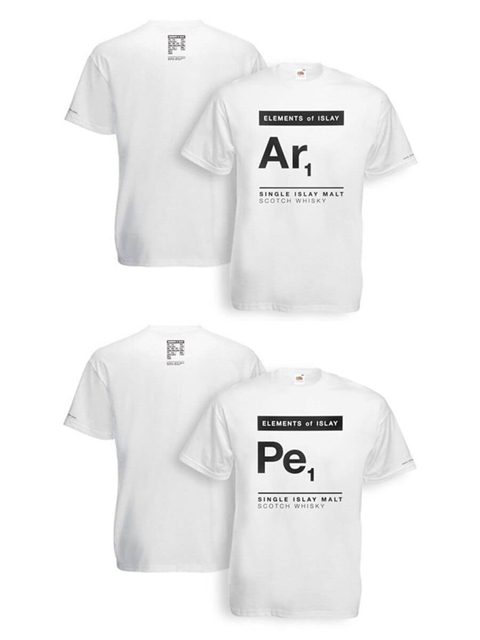 ELEMENTS of ISLAY
Ar1
SINGLE ISLAY MALT
SCOTCH WHISKY
ELEMENTS of ISLAY
Pe1
SINGLE ISLAY MALT
SCOTCH WHISKY